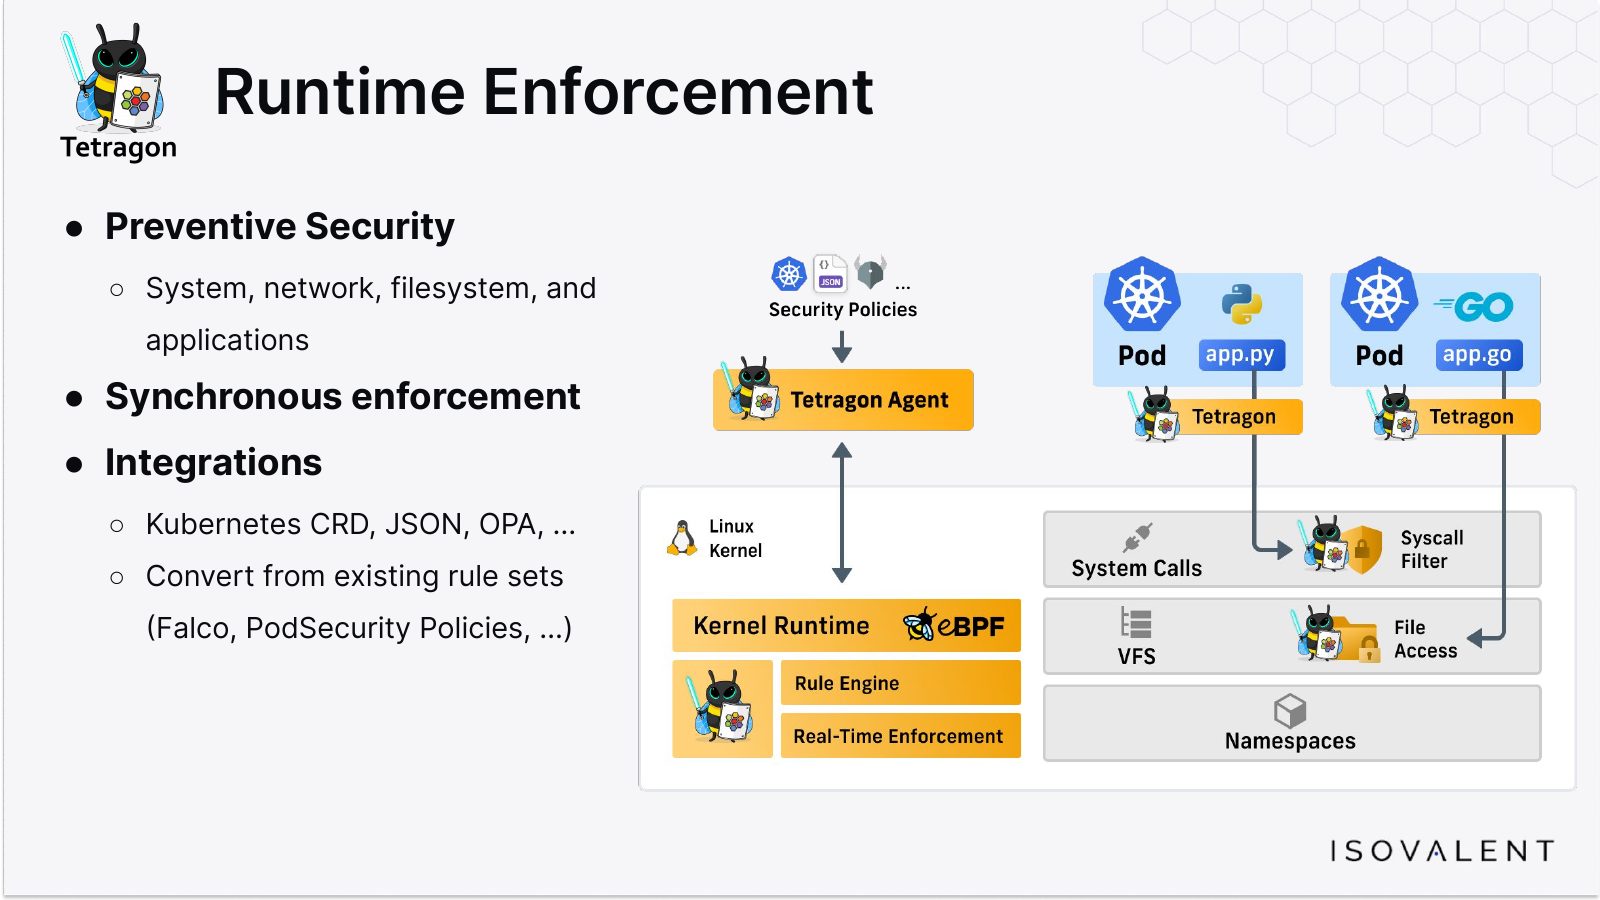 Tetragon
Runtime Enforcement
● Preventive Security
○ System, network, filesystem, and
applications
● Synchronous enforcement
● Integrations
○ Kubernetes CRD, JSON, OPA, ...
○ Convert from existing rule sets
(Falco, PodSecurity Policies, ...)
{} JSON ...
Security Policies
Tetragon Agent
Linux
Kernel
Kernel Runtime eBPF
Rule Engine
Real-Time Enforcement
Pod app.py
Tetragon
GO
Pod app.go
Tetragon
System Calls
Syscall
Filter
VFS
File
Access
Namespaces
ISOVALENT